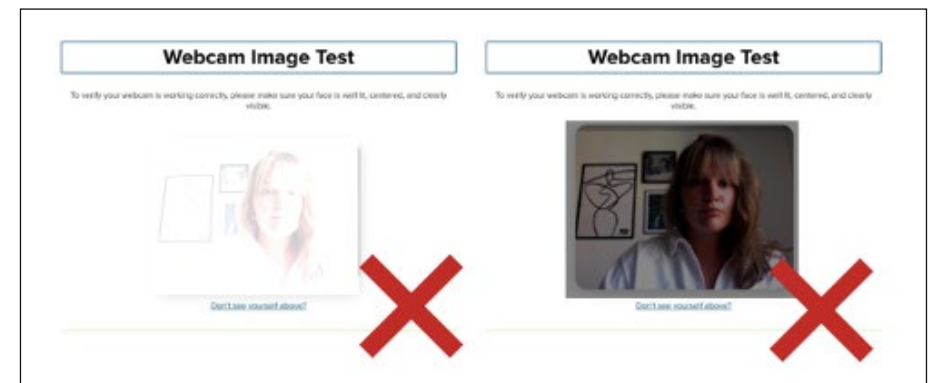 Webcam Image Test
To verify your webcam is working correctly, please make sure your face is well lit, centered, and clearly
visible.
Don't see yourself above?
Webcam Image Test
To verify your webcam is working correctly, please make sure your face is well lit, centered, and clearly
visible.
Don't see yourself above?